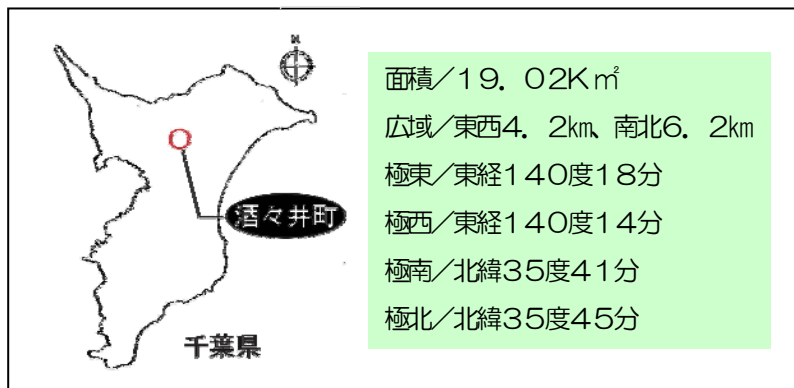 N
酒々井町
千葉県
面積／19．02K㎡
広域／東西4．2㎞、南北6．2㎞
極東／東経140度18分
極西／東経140度14分
極南／北緯35度41分
極北／北緯35度45分